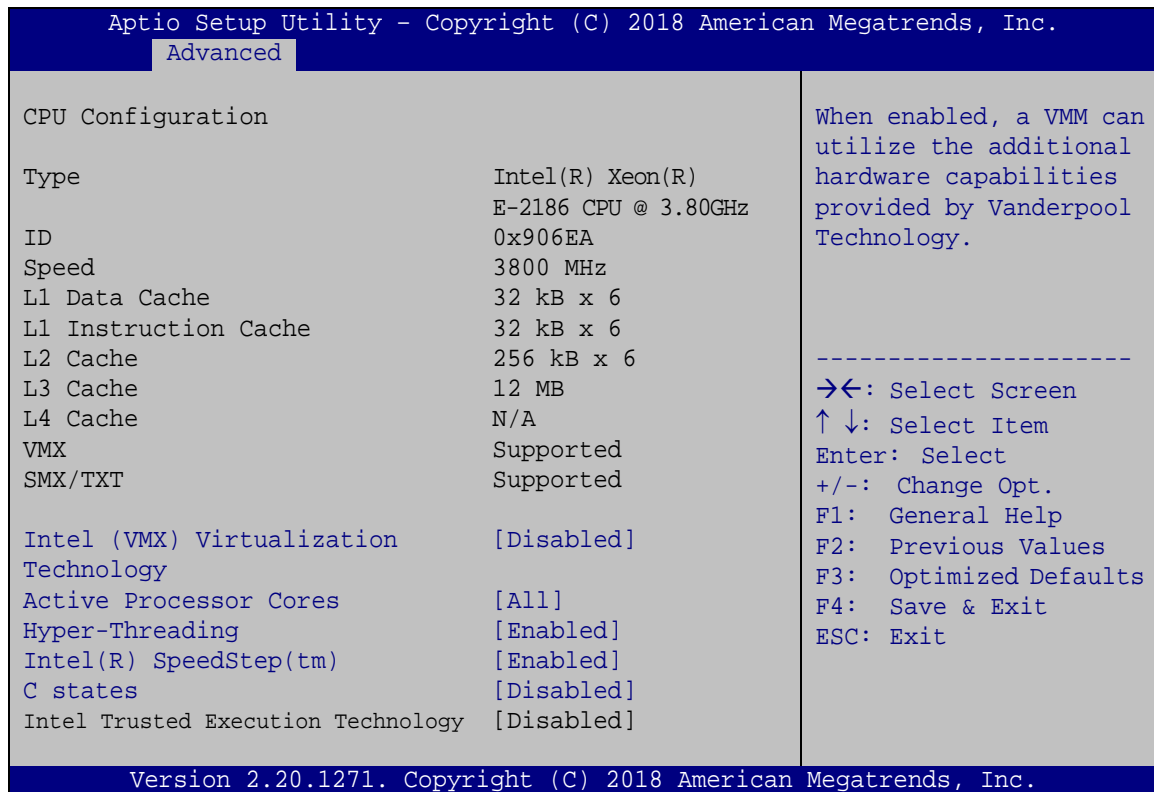 Aptio Setup Utility – Copyright (C) 2018 American Megatrends, Inc.
Advanced
CPU Configuration
Type Intel(R) Xeon(R)
E-2186 CPU @ 3.80GHz
ID 0x906EA
Speed 3800 MHz
L1 Data Cache 32 kB x 6
L1 Instruction Cache 32 kB x 6
L2 Cache 256 kB x 6
L3 Cache 12 MB
L4 Cache N/A
VMX Supported
SMX/TXT Supported
Intel (VMX) Virtualization [Disabled]
Technology
Active Processor Cores [All]
Hyper-Threading [Enabled]
Intel(R) SpeedStep(tm) [Enabled]
C states [Disabled]
Intel Trusted Execution Technology [Disabled]
When enabled, a VMM can
utilize the additional
hardware capabilities
provided by Vanderpool
Technology.
----------------------
→←: Select Screen
↑ ↓: Select Item
Enter: Select
+/-: Change Opt.
F1: General Help
F2: Previous Values
F3: Optimized Defaults
F4: Save & Exit
ESC: Exit
Version 2.20.1271. Copyright (C) 2018 American Megatrends, Inc.